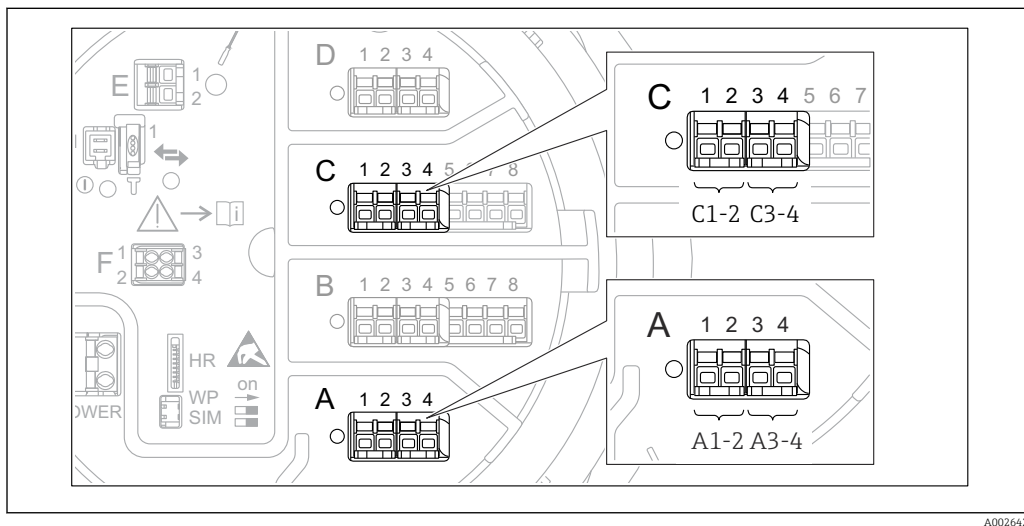 D 1 2 3 4
E 1
2
1
C 1 2 3 4 5 7 8
F 1 3
2 4
B 1 2 3 4 5 6 7 8
HR
WP on
SIM
OWER
A 1 2 3 4
C 1 2 3 4 5 6 7
C1-2 C3-4
A 1 2 3 4
A1-2 A3-4